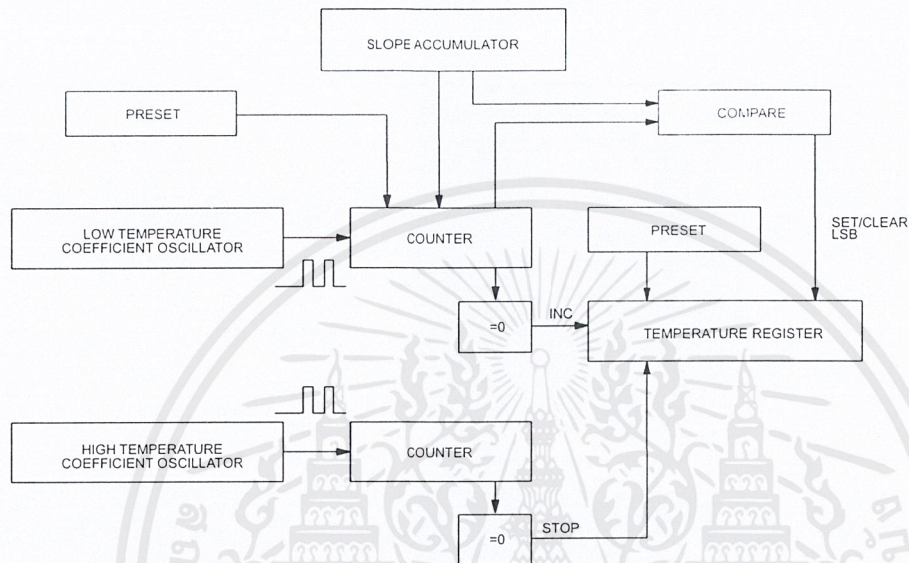 SLOPE ACCUMULATOR
PRESET
COMPARE
LOW TEMPERATURE
COEFFICIENT OSCILLATOR
COUNTER
PRESET
SET/CLEAR
LSB
=0
INC
TEMPERATURE REGISTER
HIGH TEMPERATURE
COEFFICIENT OSCILLATOR
COUNTER
=0
STOP